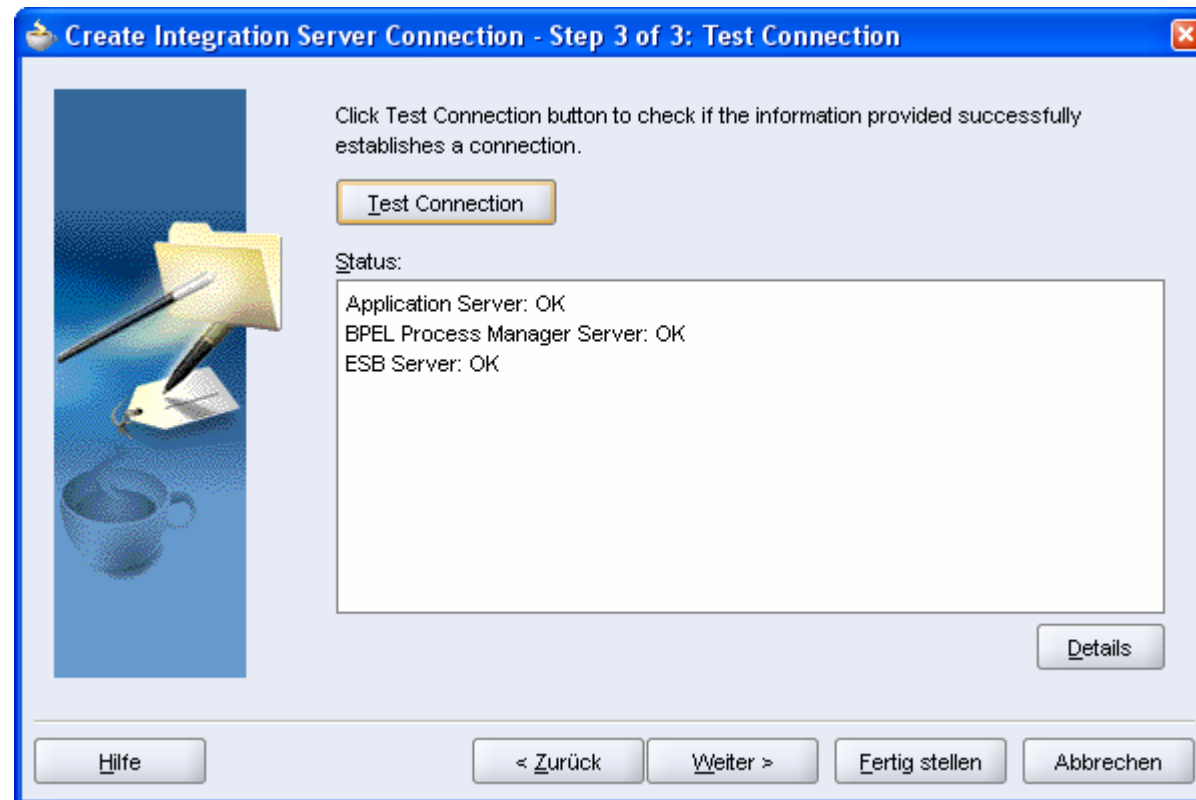 Create Integration Server Connection - Step 3 of 3: Test Connection
Click Test Connection button to check if the information provided successfully
establishes a connection.
Test Connection
Status:
Application Server: OK
BPEL Process Manager Server: OK
ESB Server: OK
Details
Hilfe
< Zurück
Weiter >
Fertig stellen
Abbrechen